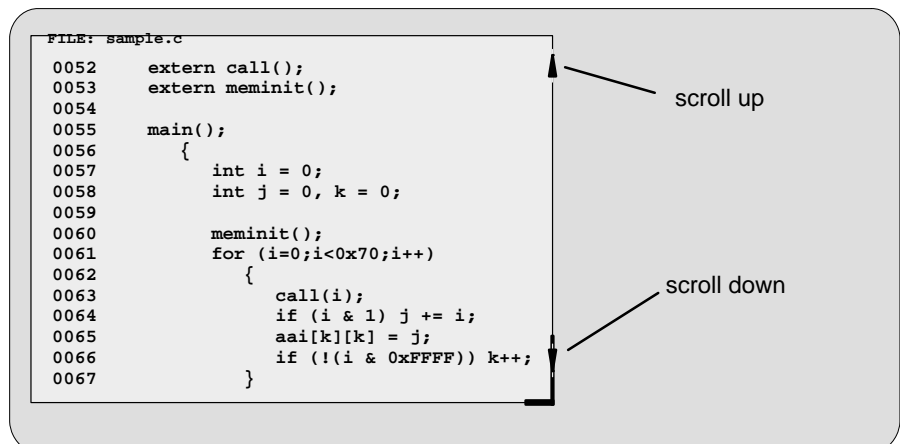 FILE: sample.c
0052 extern call();
0053 extern meminit();
0054
0055 main();
0056 {
0057 int i = 0;
0058 int j = 0, k = 0;
0059
0060 meminit();
0061 for (i=0;i<0x70;i++)
0062 {
0063 call(i);
0064 if (i & 1) j += i;
0065 aai[k][k] = j;
0066 if (!(i & 0xFFFF)) k++;
0067 }
scroll up
scroll down